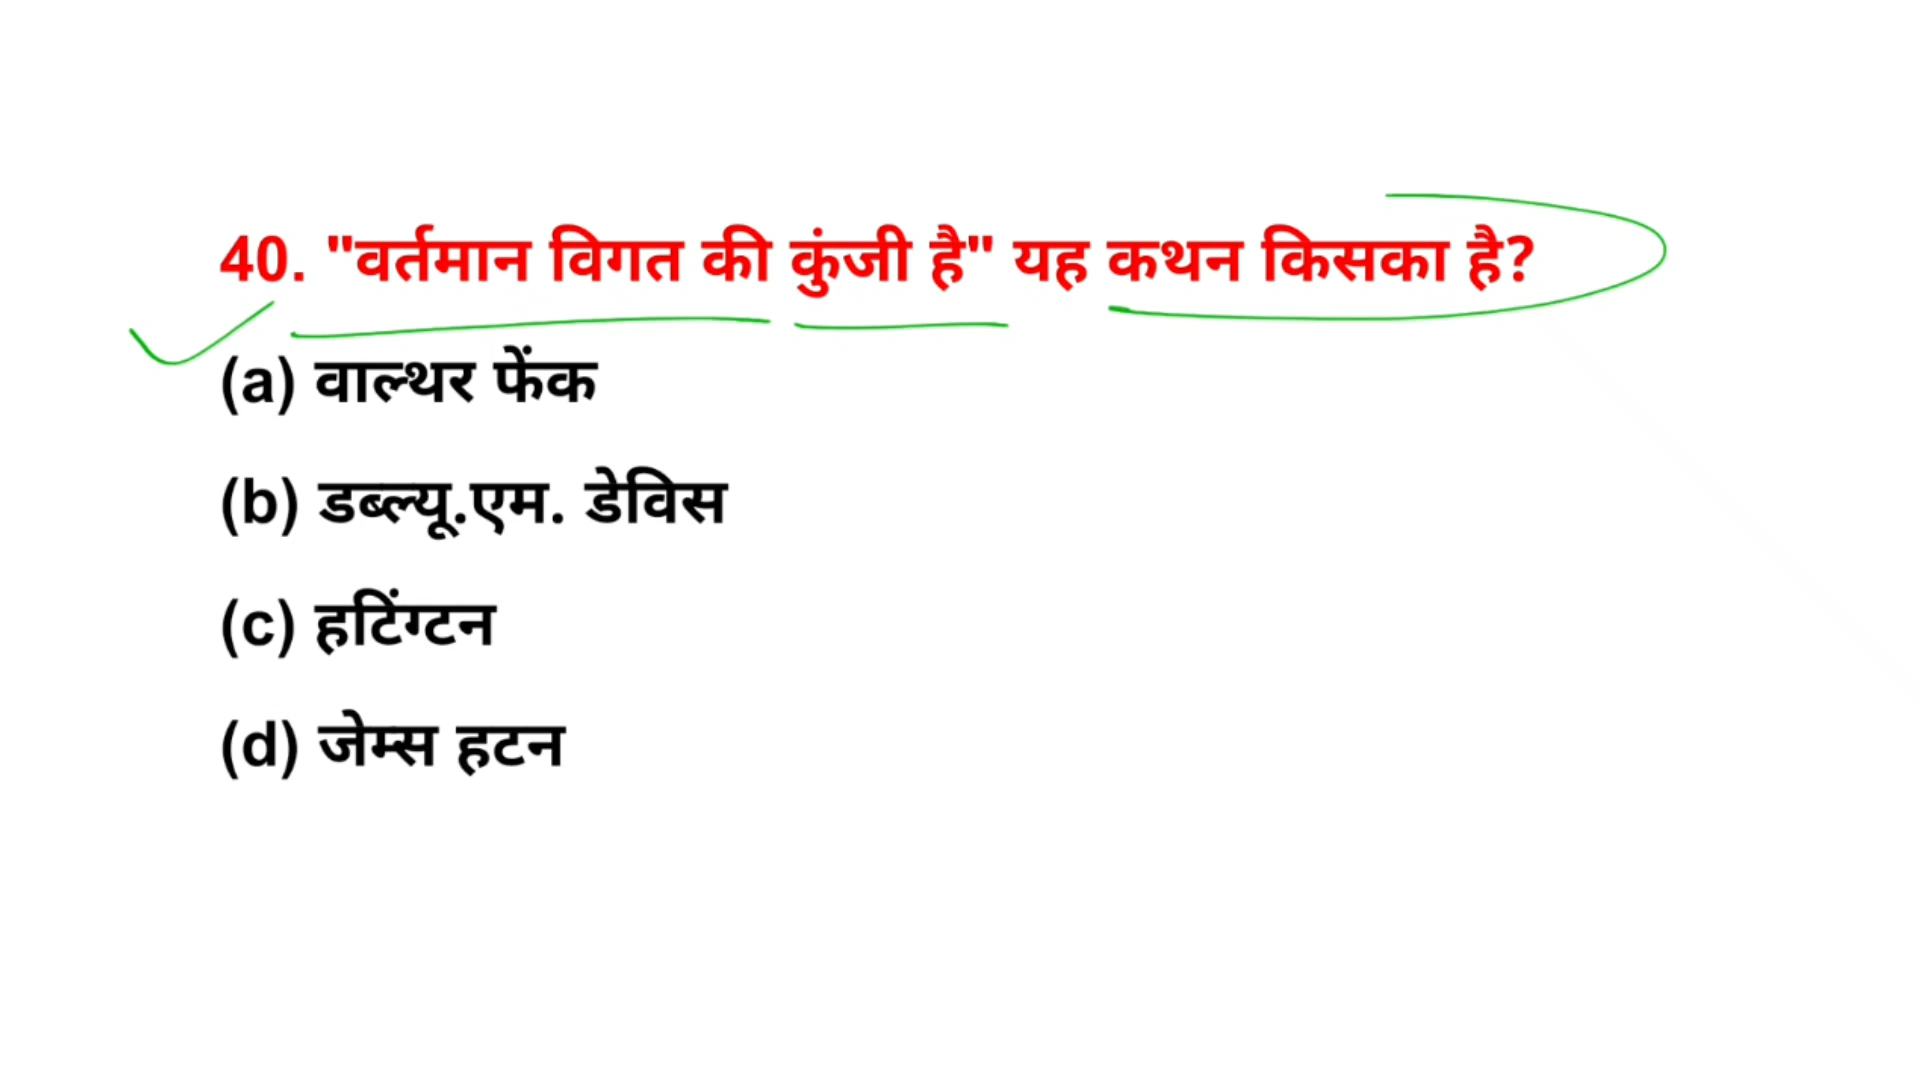 40. "वर्तमान विगत की कुंजी है" यह कथन किसका है?
(a) वाल्थर फेंक
(b) डब्ल्यू.एम. डेविस
(c) हटिंग्टन
(d) जेम्स हटन